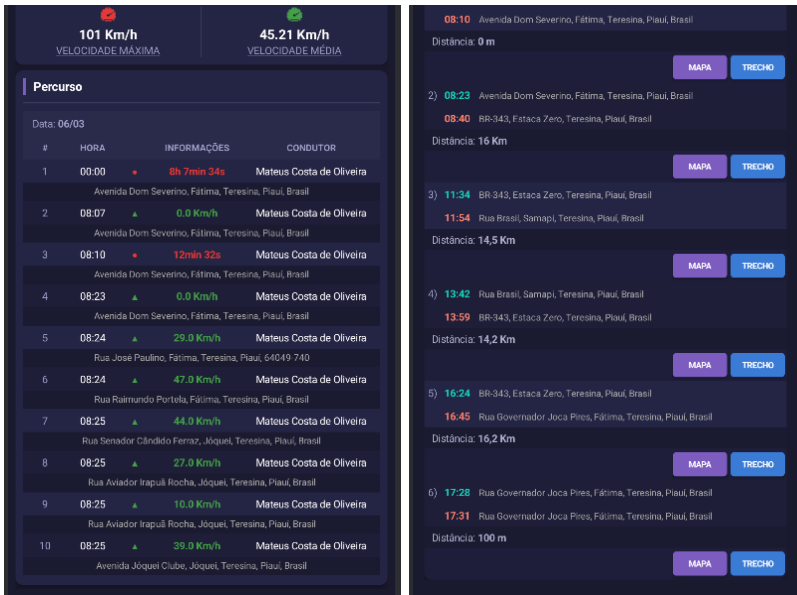 101 Km/h
VELOCIDADE MÁXIMA
45.21 Km/h
VELOCIDADE MÉDIA
Percurso
Data: 06/03
# HORA INFORMAÇÕES CONDUTOR
1 00:00 8h 7min 34s Mateus Costa de Oliveira
Avenida Dom Severino, Fátima, Teresina, Piauí, Brasil
2 08:07 ▲ 0.0 Km/h Mateus Costa de Oliveira
Avenida Dom Severino, Fátima, Teresina, Piauí, Brasil
3 08:10 12min 32s Mateus Costa de Oliveira
Avenida Dom Severino, Fátima, Teresina, Piauí, Brasil
4 08:23 ▲ 0.0 Km/h Mateus Costa de Oliveira
Avenida Dom Severino, Fátima, Teresina, Piauí, Brasil
5 08:24 ▲ 29.0 Km/h Mateus Costa de Oliveira
Rua José Paulino, Fátima, Teresina, Piauí, 64049-740
6 08:24 ▲ 47.0 Km/h Mateus Costa de Oliveira
Rua Raimundo Portela, Fátima, Teresina, Piauí, Brasil
7 08:25 ▲ 44.0 Km/h Mateus Costa de Oliveira
Rua Senador Cândido Ferraz, Jóquei, Teresina, Piauí, Brasil
8 08:25 ▲ 27.0 Km/h Mateus Costa de Oliveira
Rua Aviador Irapuã Rocha, Jóquei, Teresina, Piauí, Brasil
9 08:25 ▲ 10.0 Km/h Mateus Costa de Oliveira
Rua Aviador Irapuã Rocha, Jóquei, Teresina, Piauí, Brasil
10 08:25 ▲ 39.0 Km/h Mateus Costa de Oliveira
Avenida Jóquei Clube, Jóquei, Teresina, Piauí, Brasil
08:10 Avenida Dom Severino, Fátima, Teresina, Piauí, Brasil
Distância: 0 m
MAPA TRECHO
2) 08:23 Avenida Dom Severino, Fátima, Teresina, Piauí, Brasil
08:40 BR-343, Estaca Zero, Teresina, Piauí, Brasil
Distância: 16 Km
MAPA TRECHO
3) 11:34 BR-343, Estaca Zero, Teresina, Piauí, Brasil
11:54 Rua Brasil, Samapi, Teresina, Piauí, Brasil
Distância: 14,5 Km
MAPA TRECHO
4) 13:42 Rua Brasil, Samapi, Teresina, Piauí, Brasil
13:59 BR-343, Estaca Zero, Teresina, Piauí, Brasil
Distância: 14,2 Km
MAPA TRECHO
5) 16:24 BR-343, Estaca Zero, Teresina, Piauí, Brasil
16:45 Rua Governador Joca Pires, Fátima, Teresina, Piauí, Brasil
Distância: 16,2 Km
MAPA TRECHO
6) 17:28 Rua Governador Joca Pires, Fátima, Teresina, Piauí, Brasil
17:31 Rua Governador Joca Pires, Fátima, Teresina, Piauí, Brasil
Distância: 100 m
MAPA TRECHO